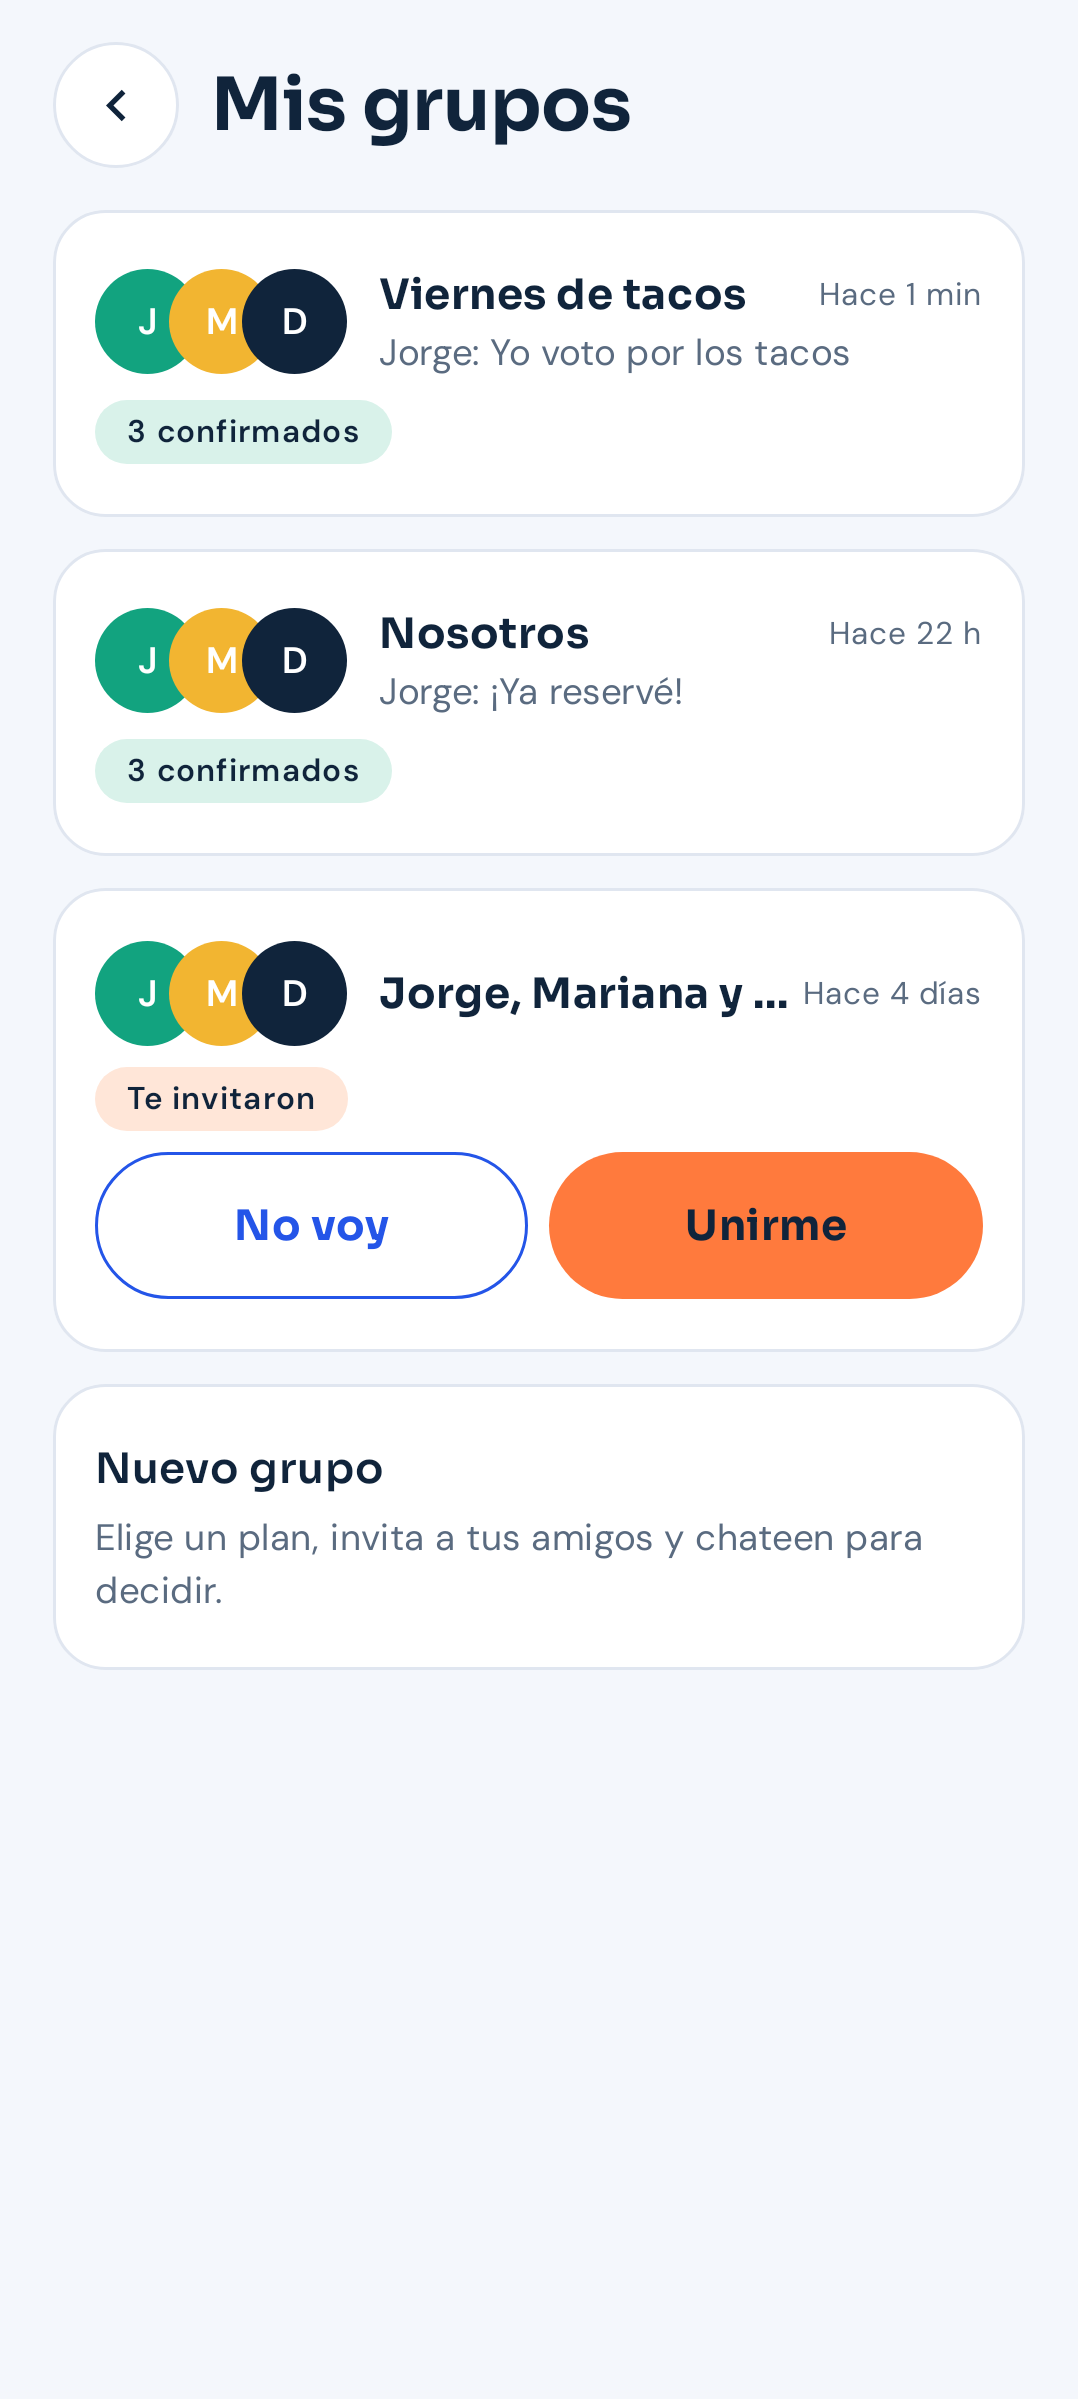 Mis grupos
J M D
Viernes de tacos
Hace 1 min
Jorge: Yo voto por los tacos
3 confirmados
J M D
Nosotros
Hace 22 h
Jorge: ¡Ya reservé!
3 confirmados
J M D
Jorge, Mariana y ...
Hace 4 días
Te invitaron
No voy
Unirme
Nuevo grupo
Elige un plan, invita a tus amigos y chateen para
decidir.